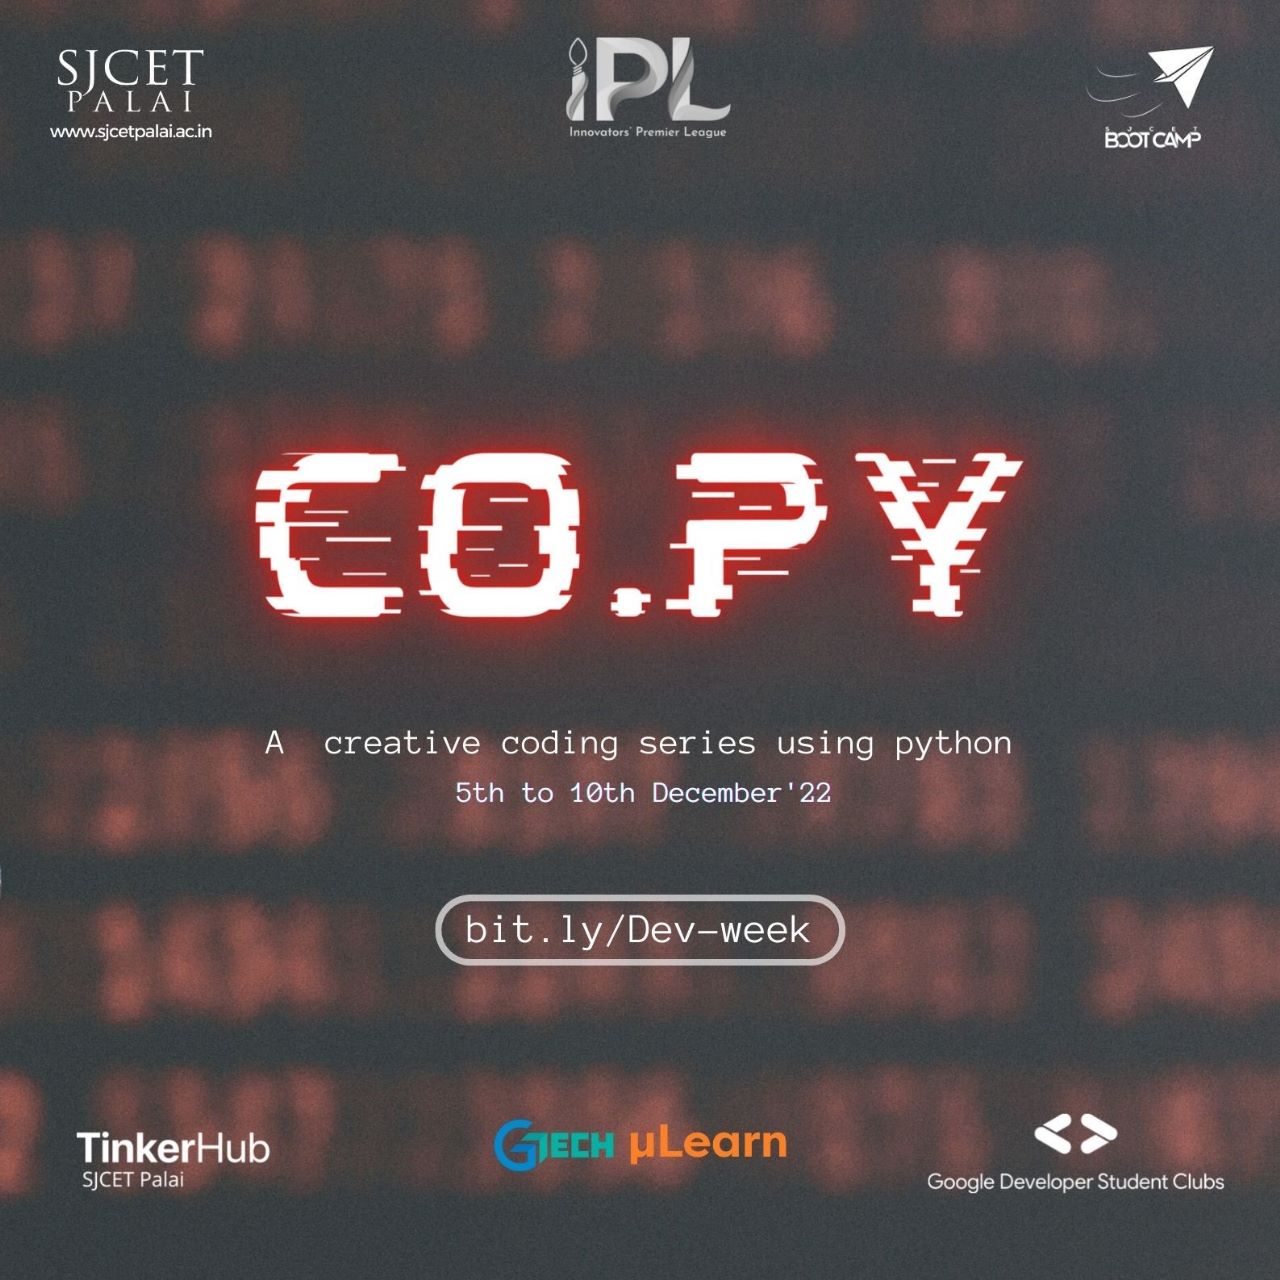 SJCET
PALAI
www.sjcetpalai.ac.in
iPL
Innovators' Premier League
BOOTCAMP
CO.PY
A creative coding series using python
5th to 10th December'22
bit.ly/Dev-week
TinkerHub
SJCET Palai
GTECH µLearn
Google Developer Student Clubs